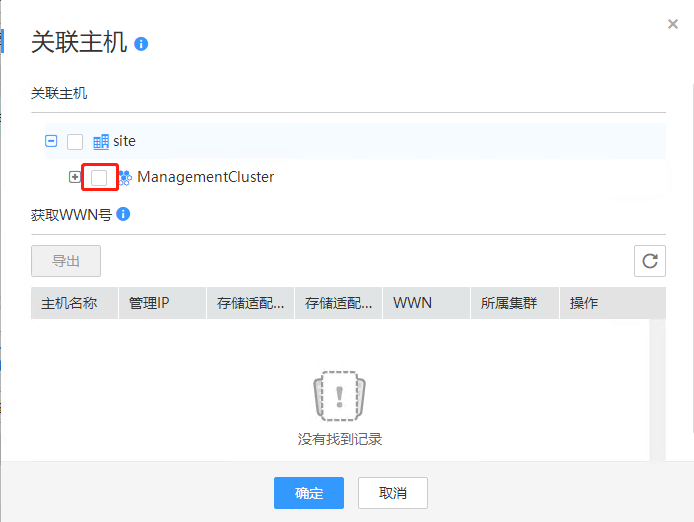 关联主机
关联主机
site
ManagementCluster
获取WWN号
导出
主机名称 管理IP 存储适配... 存储适配... WWN 所属集群 操作
没有找到记录
确定 取消